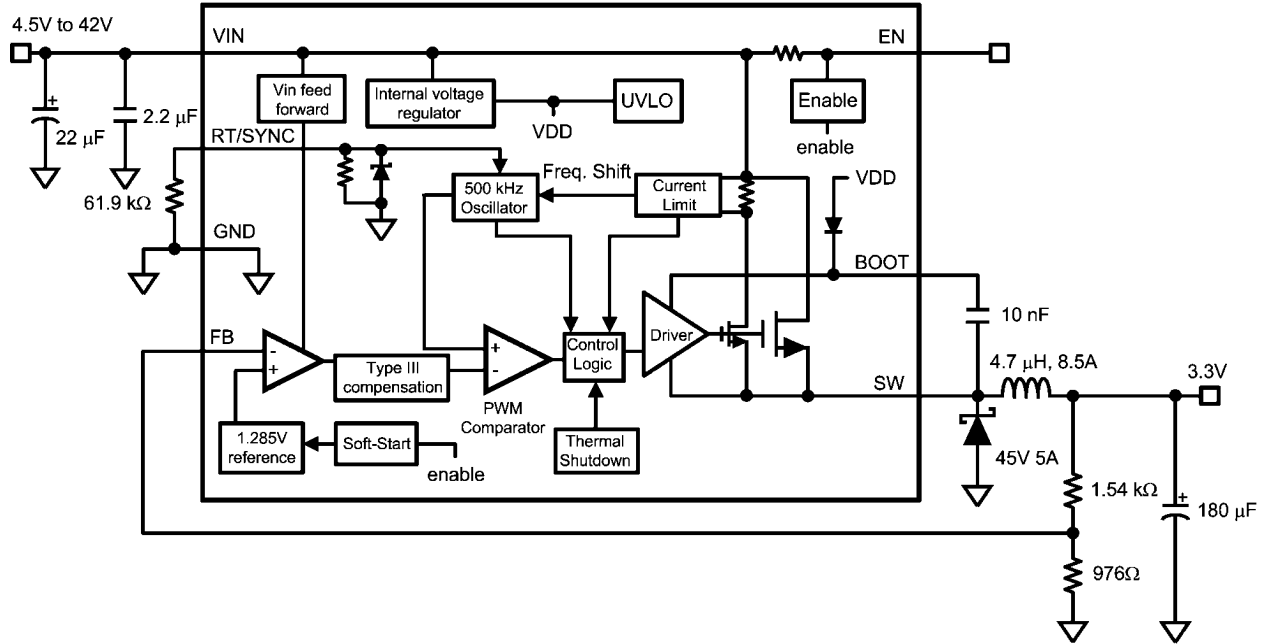 4.5V to 42V
VIN
EN
22 μF
2.2 μF
Vin feed
forward
Internal voltage
regulator
VDD
UVLO
Enable
enable
RT/SYNC
61.9 kΩ
GND
500 kHz
Oscillator
Freq. Shift
Current
Limit
VDD
BOOT
10 nF
FB
-
+
Type III
compensation
+
-
PWM
Comparator
Control
Logic
Driver
SW
4.7 μH, 8.5A
3.3V
1.285V
reference
Soft-Start
enable
Thermal
Shutdown
45V 5A
1.54 kΩ
+
180 μF
976Ω
+